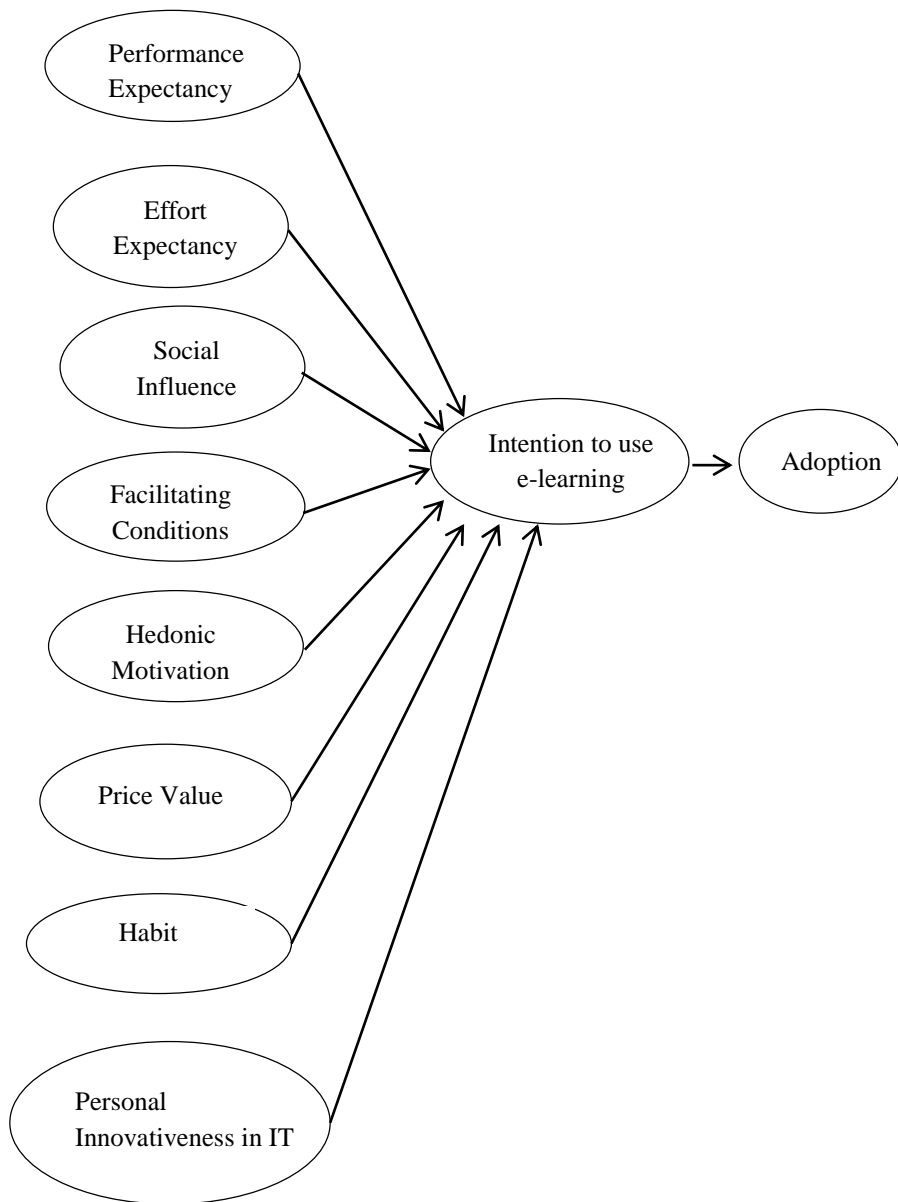 Performance
Expectancy
Effort
Expectancy
Social
Influence
Intention to use
e-learning
Adoption
Facilitating
Conditions
Hedonic
Motivation
Price Value
Habit
Personal
Innovativeness in IT